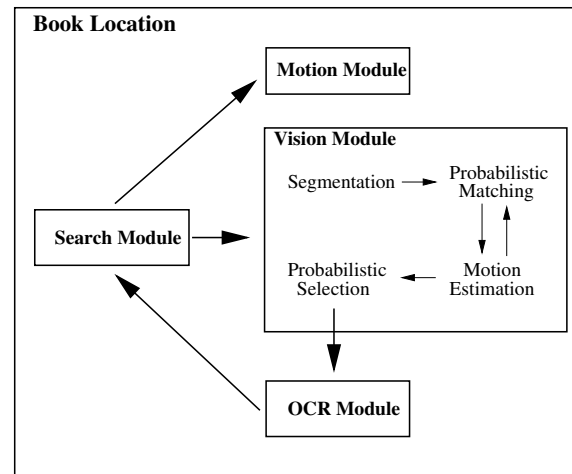 Book Location
Motion Module
Vision Module
Segmentation
Probabilistic
Matching
Search Module
Probabilistic
Selection
Motion
Estimation
OCR Module